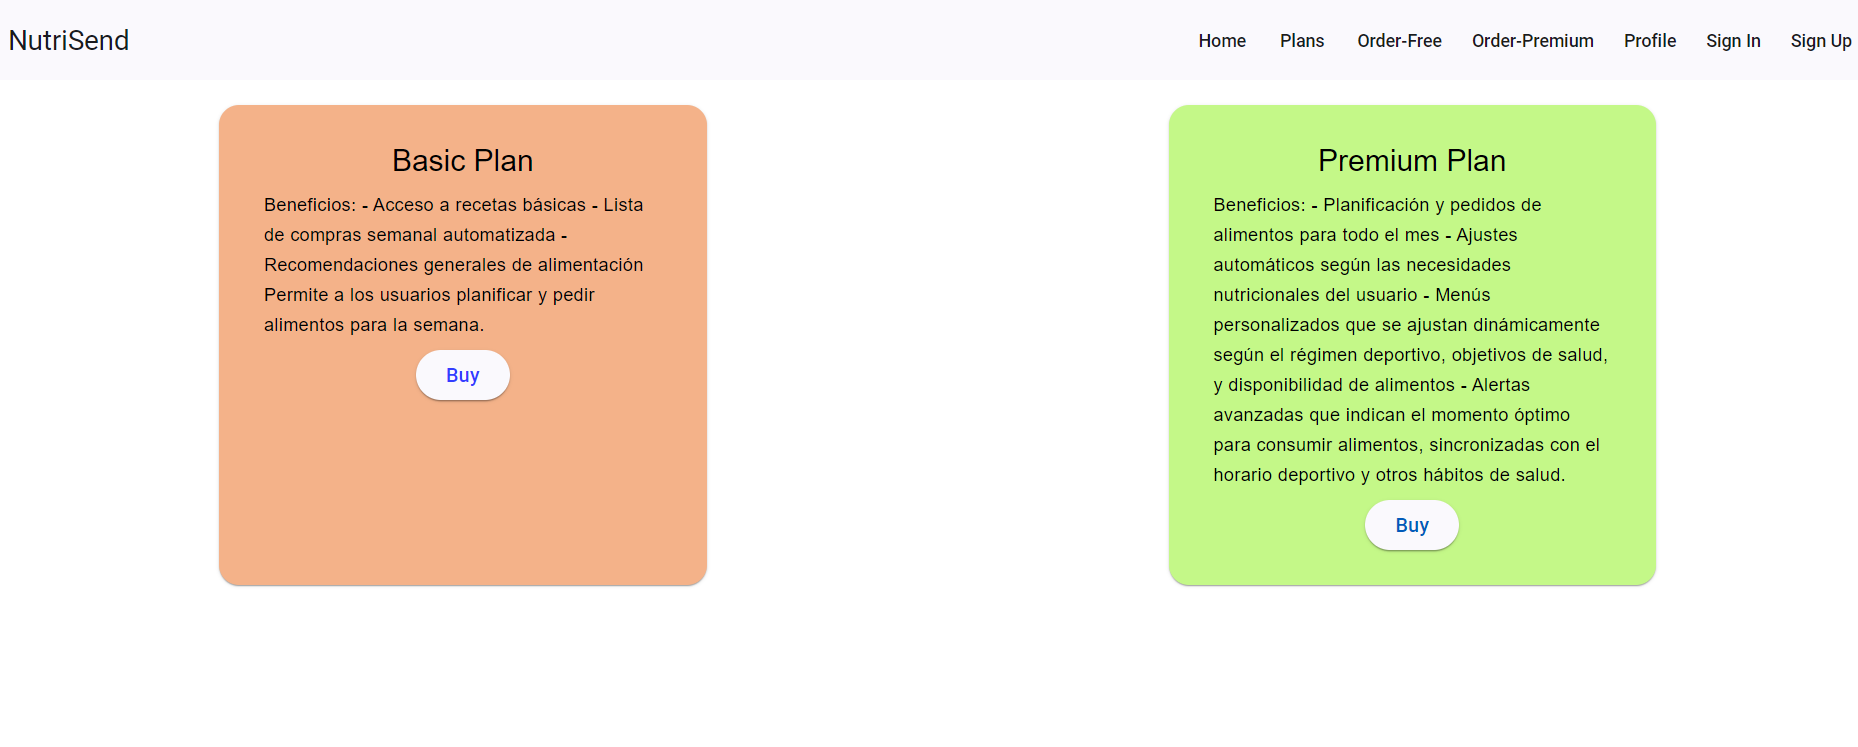 NutriSend
Home Plans Order-Free Order-Premium Profile Sign In Sign Up
Basic Plan
Beneficios: - Acceso a recetas básicas - Lista
de compras semanal automatizada -
Recomendaciones generales de alimentación
Permite a los usuarios planificar y pedir
alimentos para la semana.
Buy
Premium Plan
Beneficios: - Planificación y pedidos de
alimentos para todo el mes - Ajustes
automáticos según las necesidades
nutricionales del usuario - Menús
personalizados que se ajustan dinámicamente
según el régimen deportivo, objetivos de salud,
y disponibilidad de alimentos - Alertas
avanzadas que indican el momento óptimo
para consumir alimentos, sincronizadas con el
horario deportivo y otros hábitos de salud.
Buy